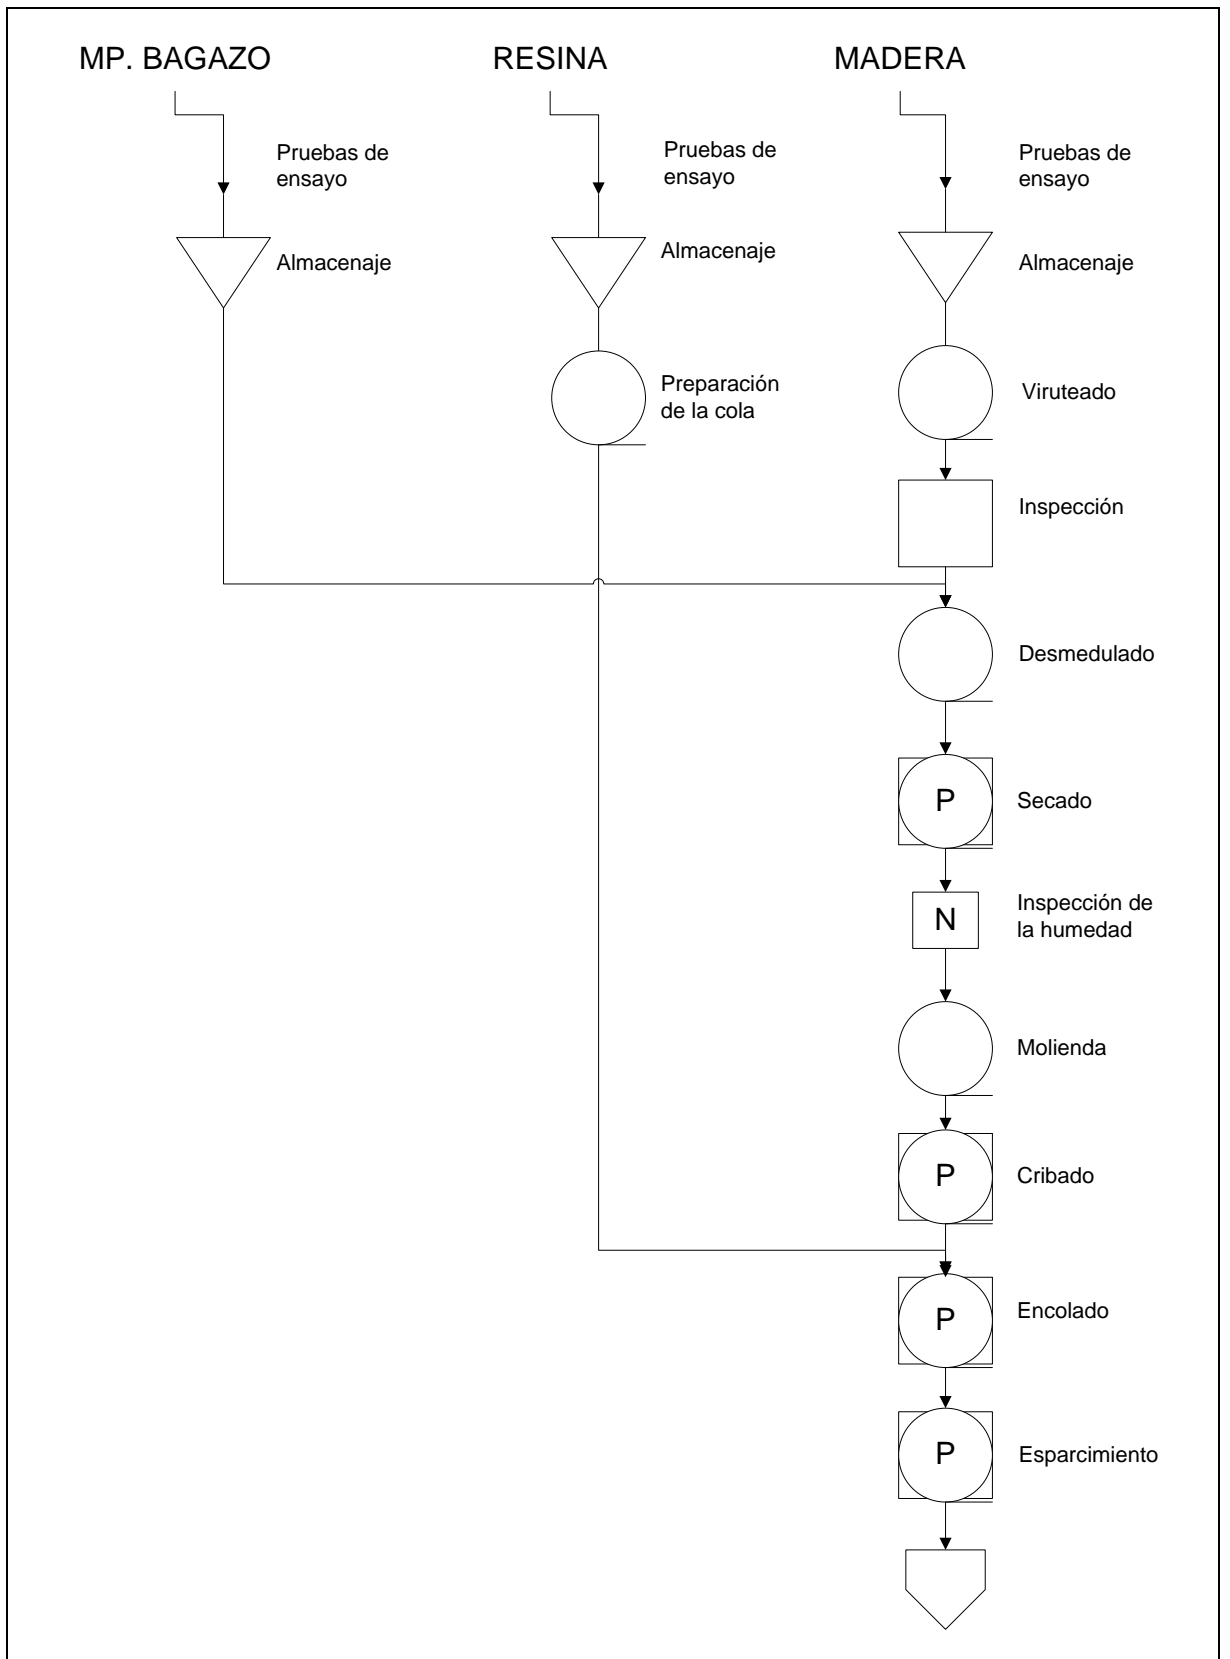 MP. BAGAZO
RESINA
MADERA
Pruebas de
ensayo
Pruebas de
ensayo
Pruebas de
ensayo
Almacenaje
Almacenaje
Almacenaje
Preparación
de la cola
Viruteado
Inspección
Desmedulado
P
Secado
N
Inspección de
la humedad
Molienda
P
Cribado
P
Encolado
P
Esparcimiento